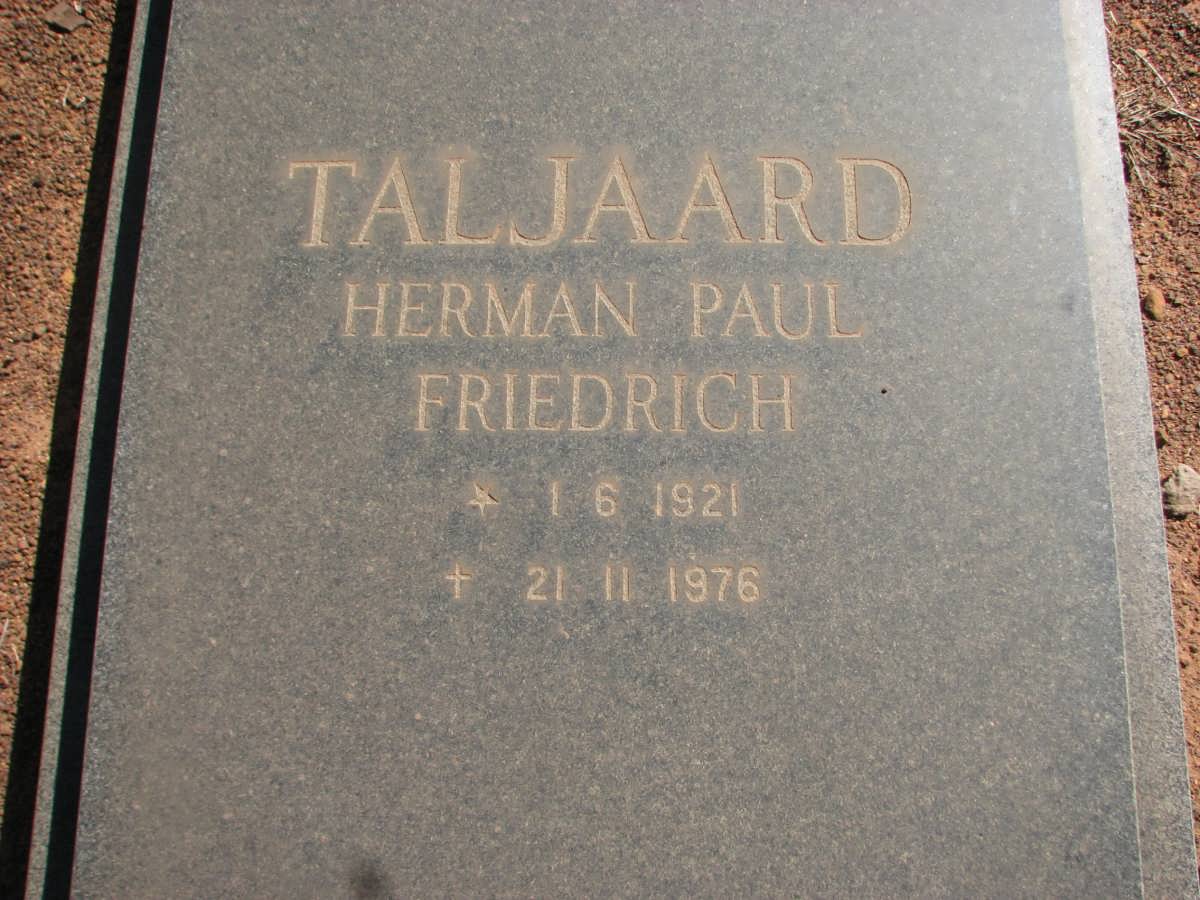 TALJAARD
HERMAN PAUL
FRIEDRICH
★ 1 6 1921
✝ 21 11 1976